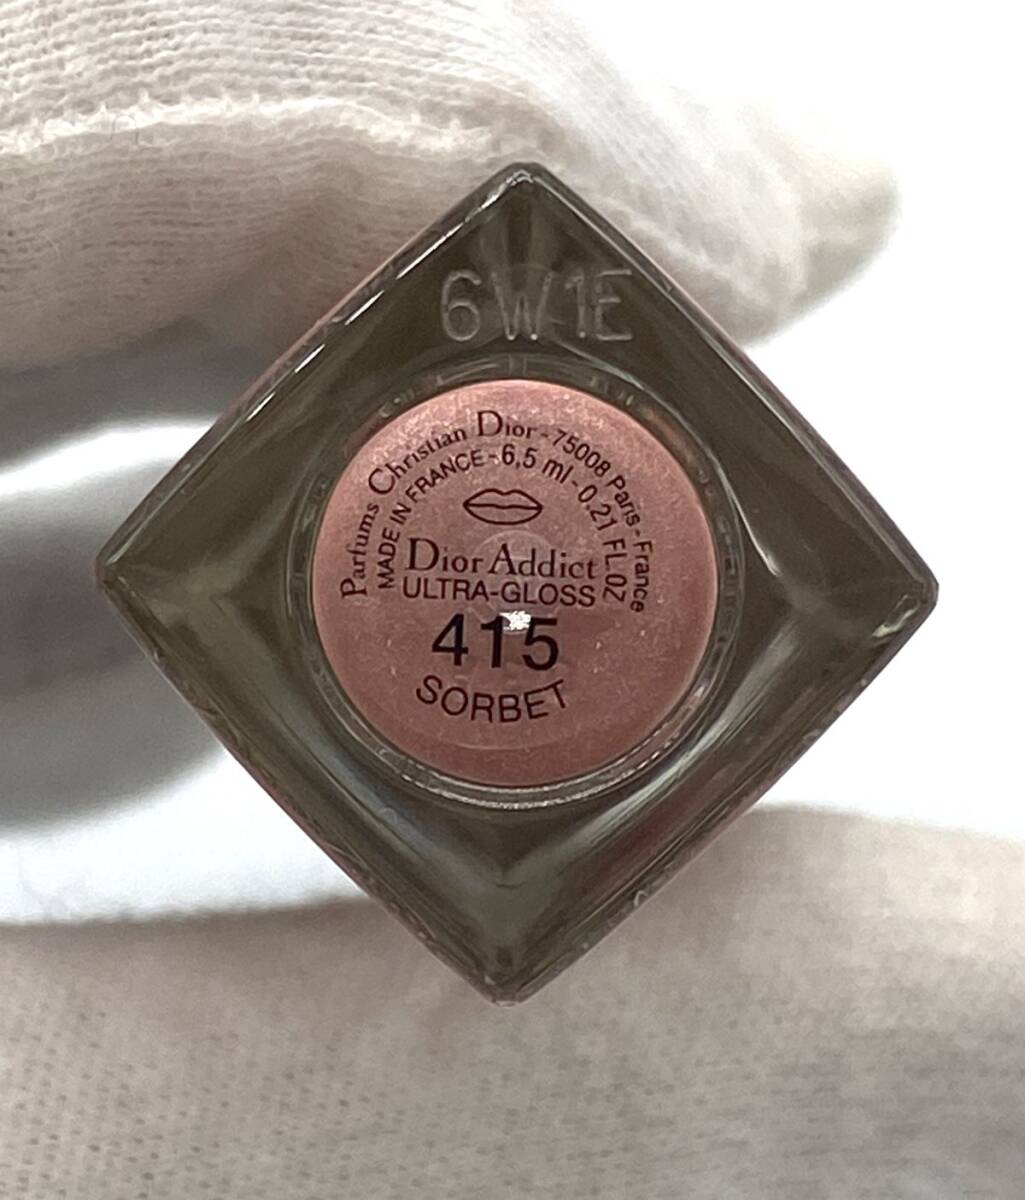 6W1E
Parfums Christian Dior - 75008 Paris - France
MADE IN FRANCE - 6,5 ml - 0.21 FL.OZ
Dior Addict
ULTRA-GLOSS
415
SORBET